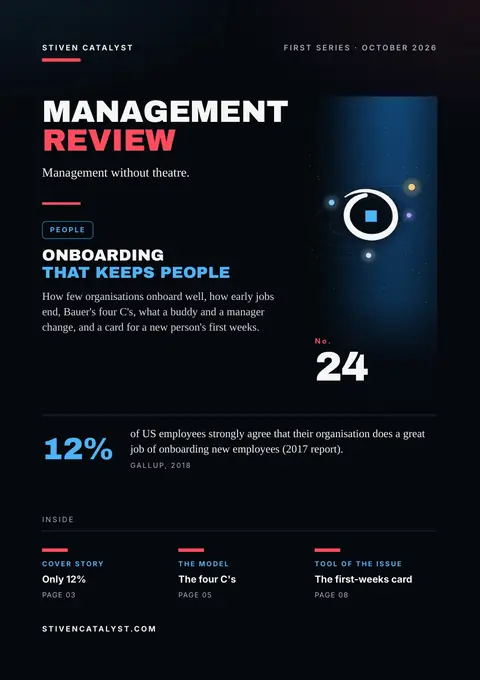 STIVEN CATALYST
FIRST SERIES · OCTOBER 2026
MANAGEMENT
REVIEW
Management without theatre.
PEOPLE
ONBOARDING
THAT KEEPS PEOPLE
How few organisations onboard well, how early jobs
end, Bauer's four C's, what a buddy and a manager
change, and a card for a new person's first weeks.
No.
24
12%
of US employees strongly agree that their organisation does a great
job of onboarding new employees (2017 report).
GALLUP, 2018
INSIDE
COVER STORY
Only 12%
PAGE 03
THE MODEL
The four C's
PAGE 05
TOOL OF THE ISSUE
The first-weeks card
PAGE 08
STIVENCATALYST.COM